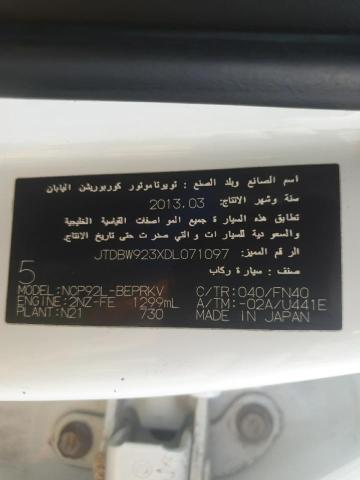 اسم الصانع وبلد الصنع : تويوتا موتور كوربوريشن اليابان
سنة وشهر الانتاج: 2013.03
تطابق هذه السيارة جميع المواصفات القياسية الخليجية
والسعودية للسيارات والتي صدرت حتى تاريخ الانتاج.
الرقم المميز: JTDBW923XDL071097
صنف : سيارة ركاب
5
MODEL:NCP92L-BEPRKV C/TR:040/FN40
ENGINE:2NZ-FE 1299mL A/TM:-02A/U441E
PLANT:N21 730 MADE IN JAPAN